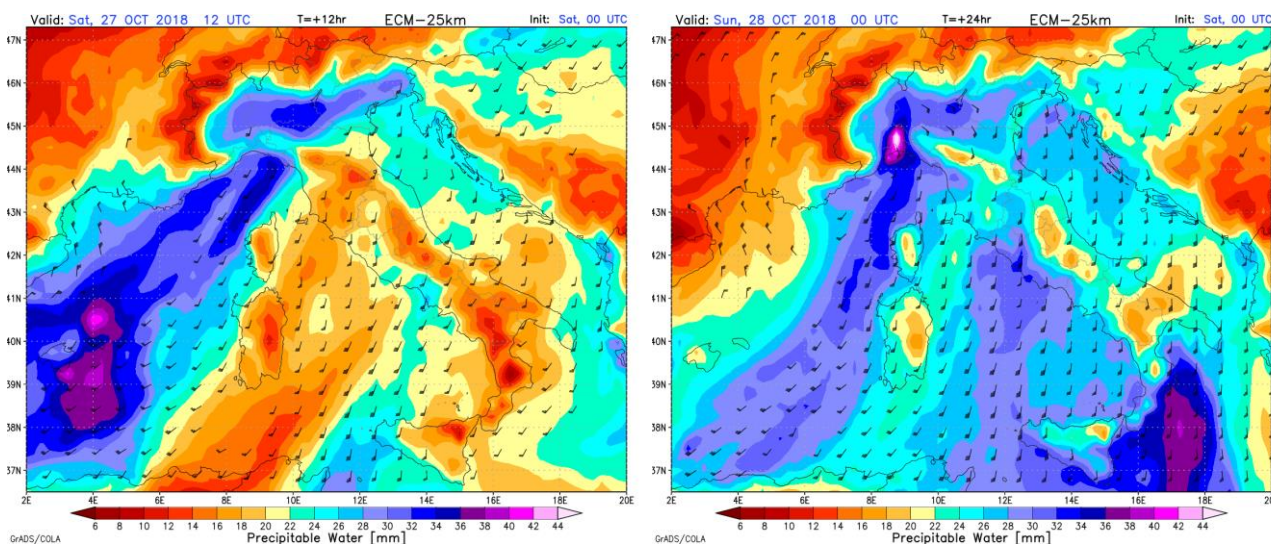 Valid: Sat, 27 OCT 2018 12 UTC T=+12hr ECM-25km Init: Sat, 00 UTC
47N
46N
45N
44N
43N
42N
41N
40N
39N
38N
37N
2E 4E 6E 8E 10E 12E 14E 16E 18E 20E
6 8 10 12 14 16 18 20 22 24 26 28 30 32 34 36 38 40 42 44
GrADS/COLA Precipitable Water [mm]
Valid: Sun, 28 OCT 2018 00 UTC T=+24hr ECM-25km Init: Sat, 00 UTC
47N
46N
45N
44N
43N
42N
41N
40N
39N
38N
37N
2E 4E 6E 8E 10E 12E 14E 16E 18E 20E
6 8 10 12 14 16 18 20 22 24 26 28 30 32 34 36 38 40 42 44
GrADS/COLA Precipitable Water [mm]